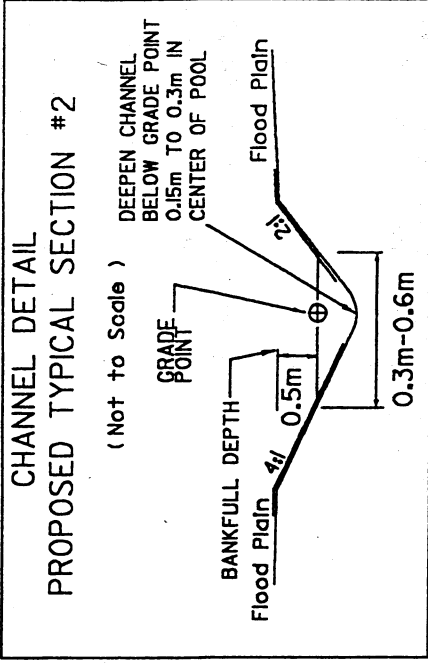 CHANNEL DETAIL
PROPOSED TYPICAL SECTION #2
(Not to Scale)
DEEPEN CHANNEL
BELOW GRADE POINT
0.15m TO 0.3m IN
CENTER OF POOL
GRADE
POINT
BANKFULL DEPTH
0.5m
Flood Plain
4:1
2:1
Flood Plain
0.3m-0.6m